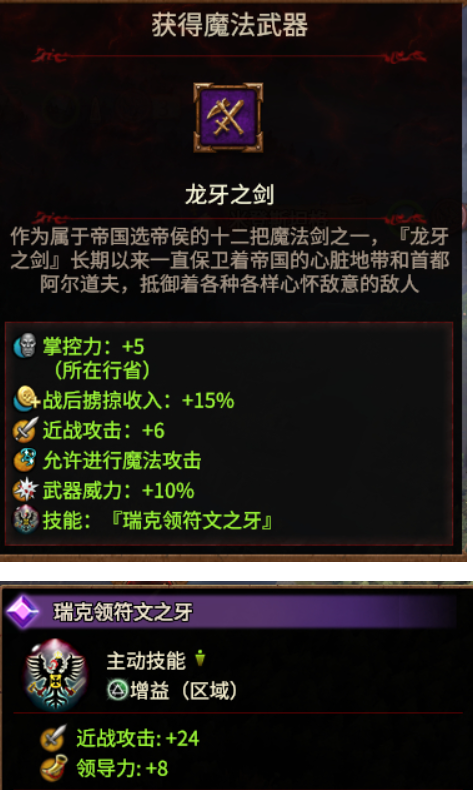 获得魔法武器
龙牙之剑
作为属于帝国选帝侯的十二把魔法剑之一，『龙牙
之剑』长期以来一直保卫着帝国的心脏地带和首都
阿尔道夫，抵御着各种各样心怀敌意的敌人
掌控力：+5
（所在行省）
战后掳掠收入：+15%
近战攻击：+6
允许进行魔法攻击
武器威力：+10%
技能：『瑞克领符文之牙』
瑞克领符文之牙
主动技能
增益（区域）
近战攻击: +24
领导力: +8